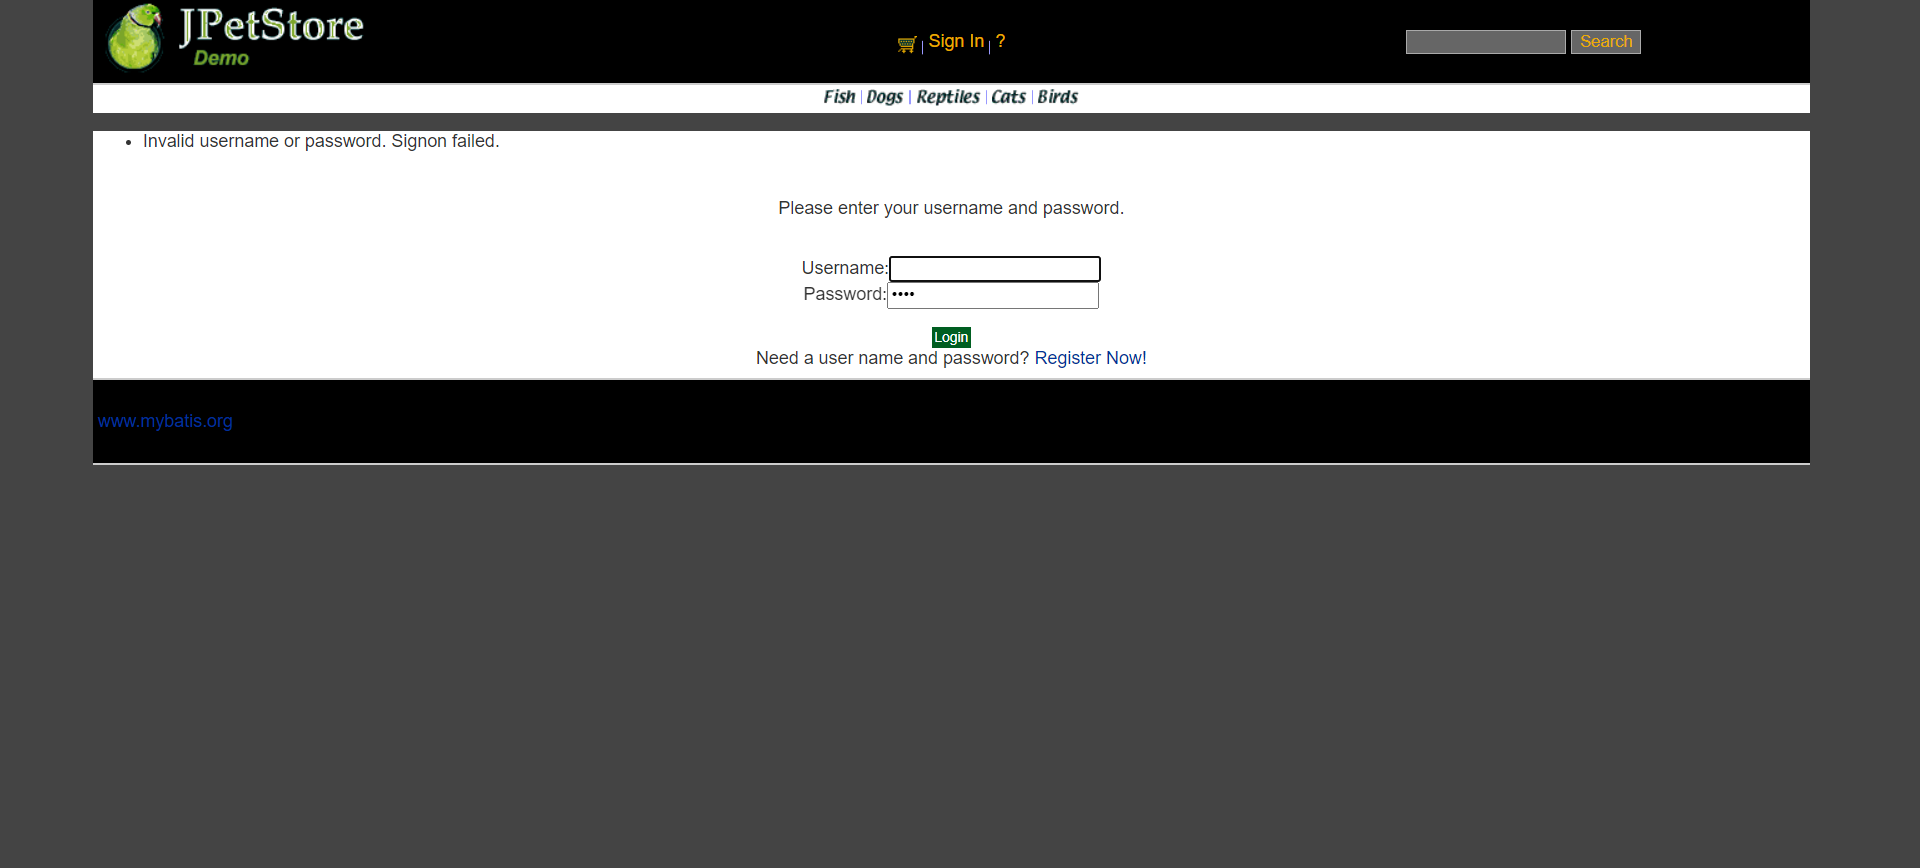 JPetStore
Demo
Sign In ?
Search
Fish Dogs Reptiles Cats Birds
Invalid username or password. Signon failed.
Please enter your username and password.
Username:
Password:
Login
Need a user name and password? Register Now!
www.mybatis.org